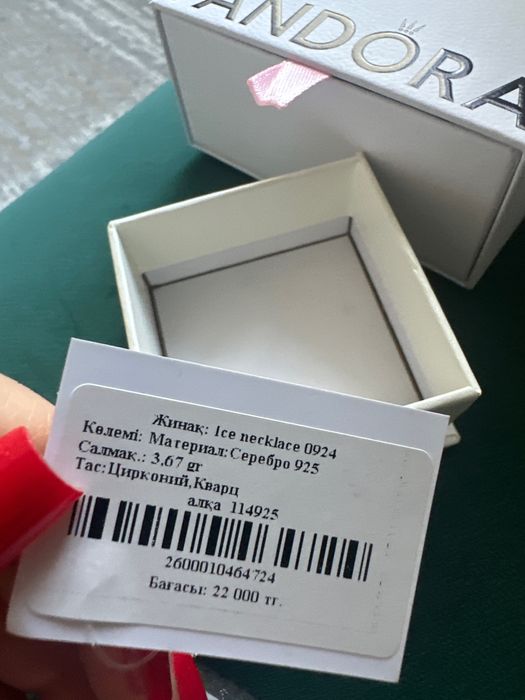 PANDORA
Жинақ: Ice necklace 0924
Көлемі: Материал:Серебро 925
Салмақ.: 3.67 gr
Тас:Цирконий,Кварц
алқа 114925
2600010464724
Бағасы: 22 000 тг.